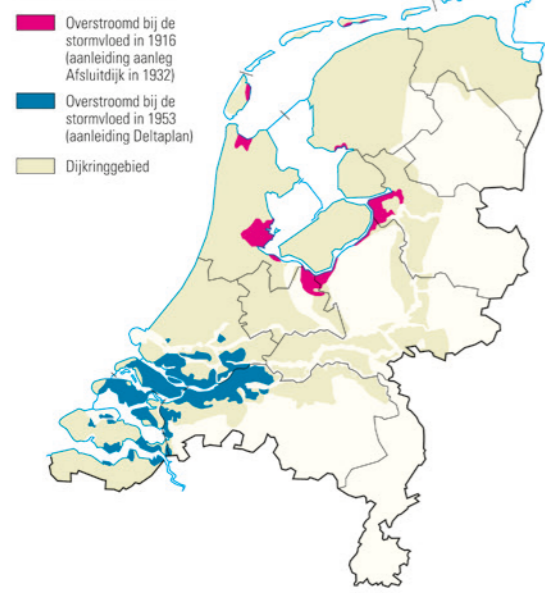 Overstroomd bij de
stormvloed in 1916
(aanleiding aanleg
Afsluitdijk in 1932)
Overstroomd bij de
stormvloed in 1953
(aanleiding Deltaplan)
Dijkringgebied